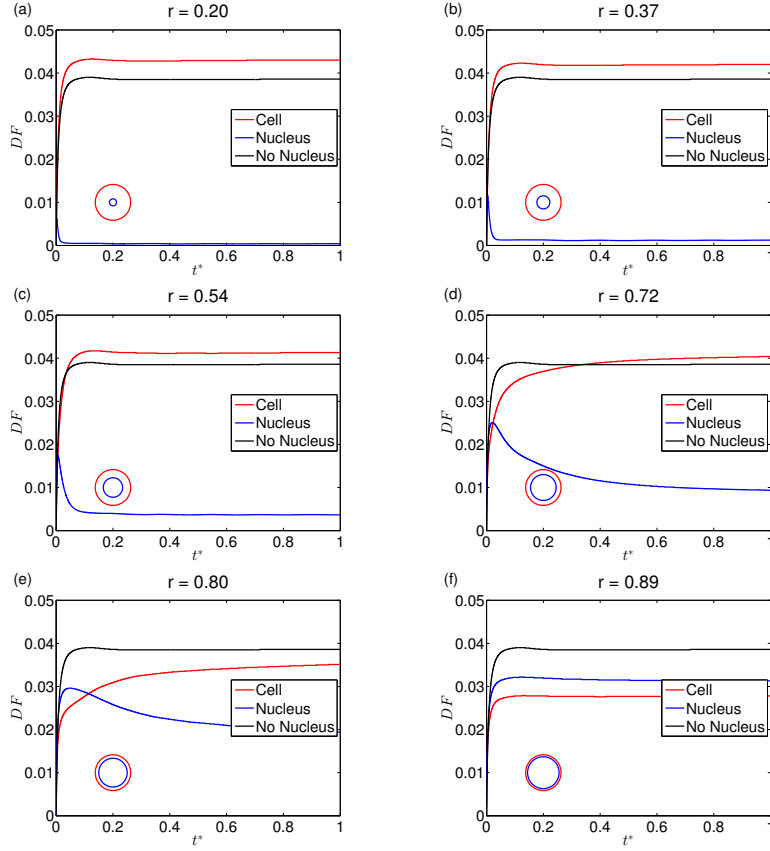 (a) r = 0.20
0.05
0.04
0.03
0.02
0.01
0
DF
Cell
Nucleus
No Nucleus
0 0.2 0.4 0.6 0.8 1
t*
(b) r = 0.37
0.05
0.04
0.03
0.02
0.01
0
DF
Cell
Nucleus
No Nucleus
0 0.2 0.4 0.6 0.8 1
t*
(c) r = 0.54
0.05
0.04
0.03
0.02
0.01
0
DF
Cell
Nucleus
No Nucleus
0 0.2 0.4 0.6 0.8 1
t*
(d) r = 0.72
0.05
0.04
0.03
0.02
0.01
0
DF
Cell
Nucleus
No Nucleus
0 0.2 0.4 0.6 0.8 1
t*
(e) r = 0.80
0.05
0.04
0.03
0.02
0.01
0
DF
Cell
Nucleus
No Nucleus
0 0.2 0.4 0.6 0.8 1
t*
(f) r = 0.89
0.05
0.04
0.03
0.02
0.01
0
DF
Cell
Nucleus
No Nucleus
0 0.2 0.4 0.6 0.8 1
t*